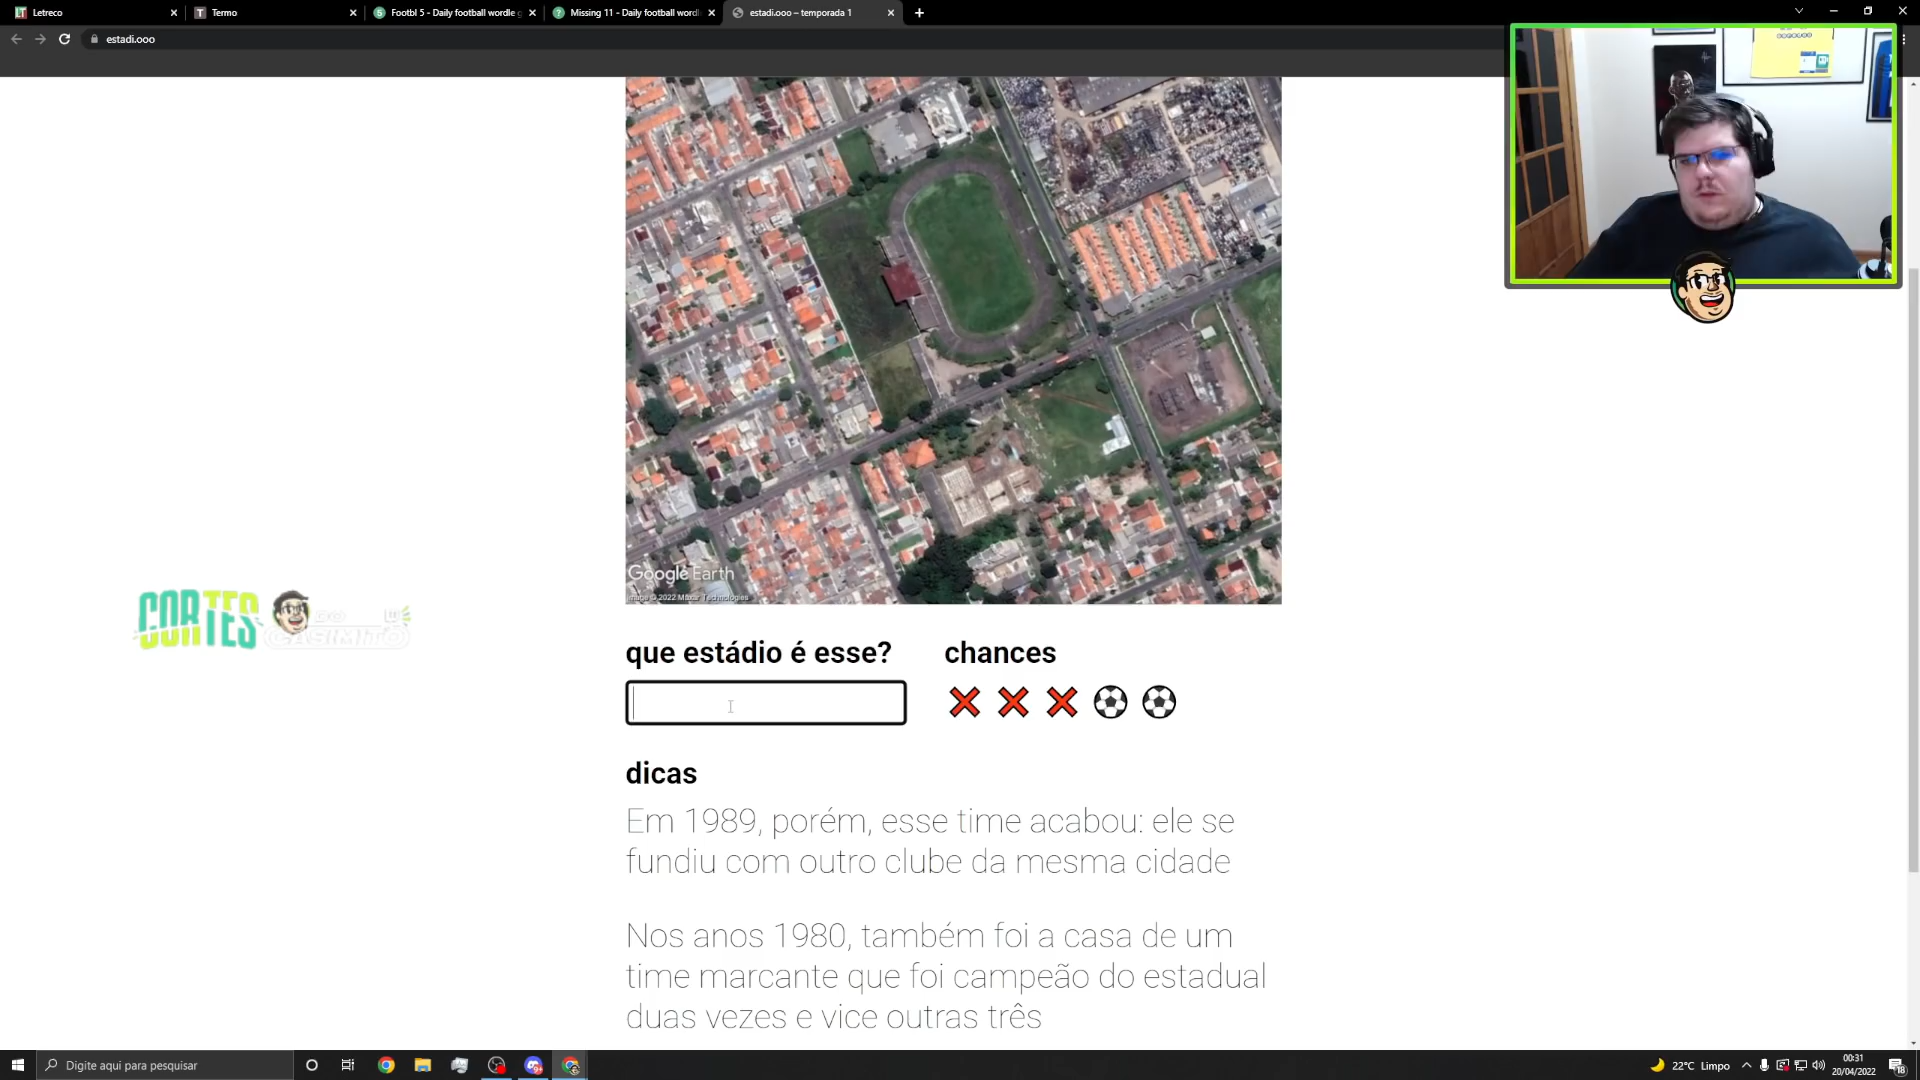 Letreco
Termo
Footbl 5 - Daily football wordle g
Missing 11 - Daily football wordl
estadi.ooo – temporada 1
estadi.ooo
Google Earth
Image © 2022 Maxar Technologies
CORTES
CASIMITO
que estádio é esse?
chances
dicas
Em 1989, porém, esse time acabou: ele se
fundiu com outro clube da mesma cidade
Nos anos 1980, também foi a casa de um
time marcante que foi campeão do estadual
duas vezes e vice outras três
Digite aqui para pesquisar
22°C Limpo
00:31
20/04/2022
18